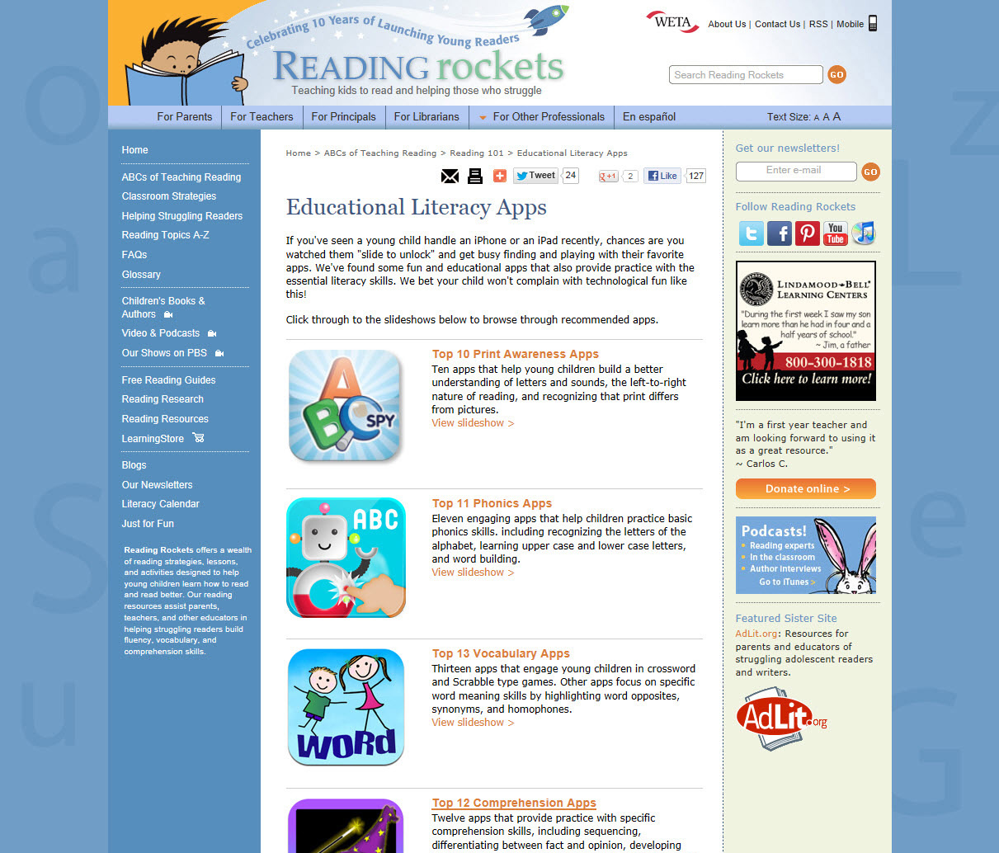 Celebrating 10 Years of Launching Young Readers
READING rockets
Teaching kids to read and helping those who struggle
WETA
About Us | Contact Us | RSS | Mobile
Search Reading Rockets
GO
For Parents
For Teachers
For Principals
For Librarians
For Other Professionals
En español
Text Size: A A A
Home
ABCs of Teaching Reading
Classroom Strategies
Helping Struggling Readers
Reading Topics A-Z
FAQs
Glossary
Children's Books &
Authors
Video & Podcasts
Our Shows on PBS
Free Reading Guides
Reading Research
Reading Resources
LearningStore
Blogs
Our Newsletters
Literacy Calendar
Just for Fun
Reading Rockets offers a wealth
of reading strategies, lessons,
and activities designed to help
young children learn how to read
and read better. Our reading
resources assist parents,
teachers, and other educators in
helping struggling readers build
fluency, vocabulary, and
comprehension skills.
Home > ABCs of Teaching Reading > Reading 101 > Educational Literacy Apps
Tweet 24
g +1 2
Like 127
Educational Literacy Apps
If you've seen a young child handle an iPhone or an iPad recently, chances are you
watched them "slide to unlock" and get busy finding and playing with their favorite
apps. We've found some fun and educational apps that also provide practice with the
essential literacy skills. We bet your child won't complain with technological fun like
this!
Click through to the slideshows below to browse through recommended apps.
ABC SPY
Top 10 Print Awareness Apps
Ten apps that help young children build a better
understanding of letters and sounds, the left-to-right
nature of reading, and recognizing that print differs
from pictures.
View slideshow >
ABC
Top 11 Phonics Apps
Eleven engaging apps that help children practice basic
phonics skills. including recognizing the letters of the
alphabet, learning upper case and lower case letters,
and word building.
View slideshow >
WORD
Top 13 Vocabulary Apps
Thirteen apps that engage young children in crossword
and Scrabble type games. Other apps focus on specific
word meaning skills by highlighting word opposites,
synonyms, and homophones.
View slideshow >
Top 12 Comprehension Apps
Twelve apps that provide practice with specific
comprehension skills, including sequencing,
differentiating between fact and opinion, developing
Get our newsletters!
Enter e-mail
GO
Follow Reading Rockets
You
Tube
LINDAMOOD-BELL®
LEARNING CENTERS
"During the first week I saw my son
learn more than he had in four and a
half years of school."
~ Jim, a father
800-300-1818
Click here to learn more!
"I'm a first year teacher and
am looking forward to using it
as a great resource."
~ Carlos C.
Donate online >
Podcasts!
Reading experts
In the classroom
Author interviews
Go to iTunes >
Featured Sister Site
AdLit.org: Resources for
parents and educators of
struggling adolescent readers
and writers.
AdLit.org
o
a
S
u
z
L
e
G